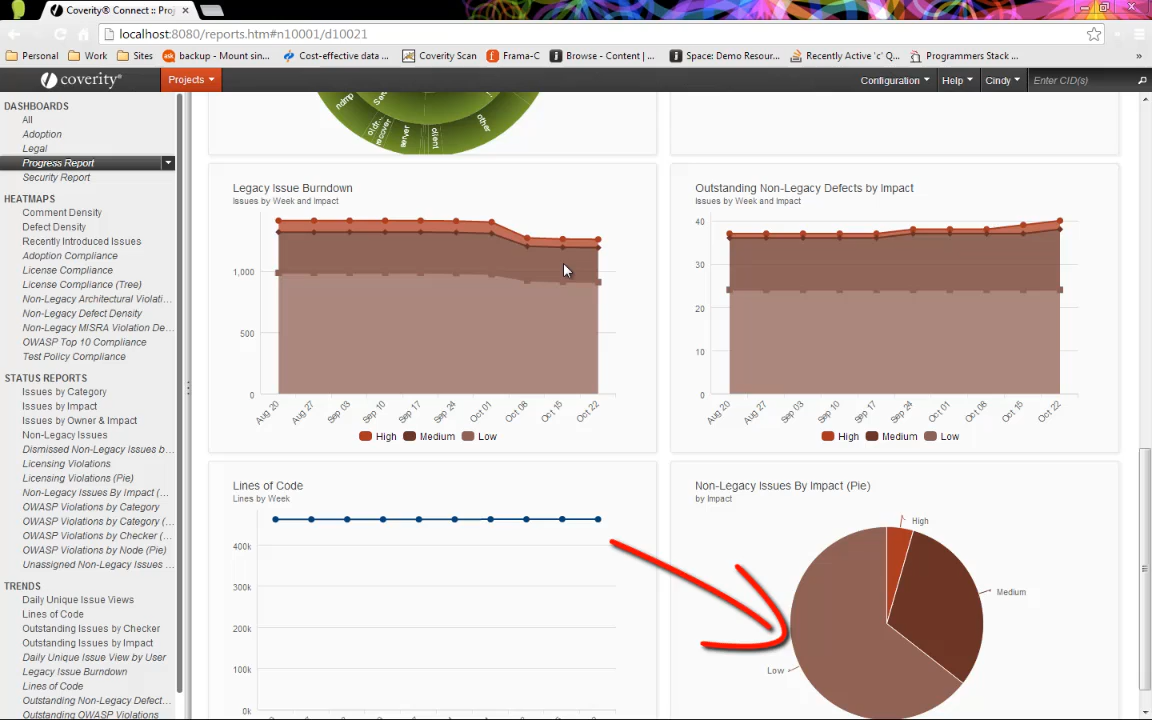 Coverity® Connect :: Proj
localhost:8080/reports.htm#n10001/d10021
Personal Work Sites backup - Mount sin... Cost-effective data ... Coverity Scan Frama-C Browse - Content | ... Space: Demo Resour... Recently Active 'c' Q... Programmers Stack ...
coverity® Projects Configuration Help Cindy Enter CID(s)
DASHBOARDS
All
Adoption
Legal
Progress Report
Security Report
HEATMAPS
Comment Density
Defect Density
Recently Introduced Issues
Adoption Compliance
License Compliance
License Compliance (Tree)
Non-Legacy Architectural Violati...
Non-Legacy Defect Density
Non-Legacy MISRA Violation De...
OWASP Top 10 Compliance
Test Policy Compliance
STATUS REPORTS
Issues by Category
Issues by Impact
Issues by Owner & Impact
Non-Legacy Issues
Dismissed Non-Legacy Issues b...
Licensing Violations
Licensing Violations (Pie)
Non-Legacy Issues By Impact (...
OWASP Violations by Category
OWASP Violations by Category (...
OWASP Violations by Checker (...
OWASP Violations by Node (Pie)
Unassigned Non-Legacy Issues ...
TRENDS
Daily Unique Issue Views
Lines of Code
Outstanding Issues by Checker
Outstanding Issues by Impact
Daily Unique Issue View by User
Legacy Issue Burndown
Lines of Code
Outstanding Non-Legacy Defect...
Outstanding OWASP Violations
ndmp
recover
server
client
other
Legacy Issue Burndown
Issues by Week and Impact
1,000
500
0
Aug 20 Aug 27 Sep 03 Sep 10 Sep 17 Sep 24 Oct 01 Oct 08 Oct 15 Oct 22
High Medium Low
Outstanding Non-Legacy Defects by Impact
Issues by Week and Impact
40
30
20
10
0
Aug 20 Aug 27 Sep 03 Sep 10 Sep 17 Sep 24 Oct 01 Oct 08 Oct 15 Oct 22
High Medium Low
Lines of Code
Lines by Week
400k
300k
200k
100k
0k
Non-Legacy Issues By Impact (Pie)
by Impact
High
Medium
Low